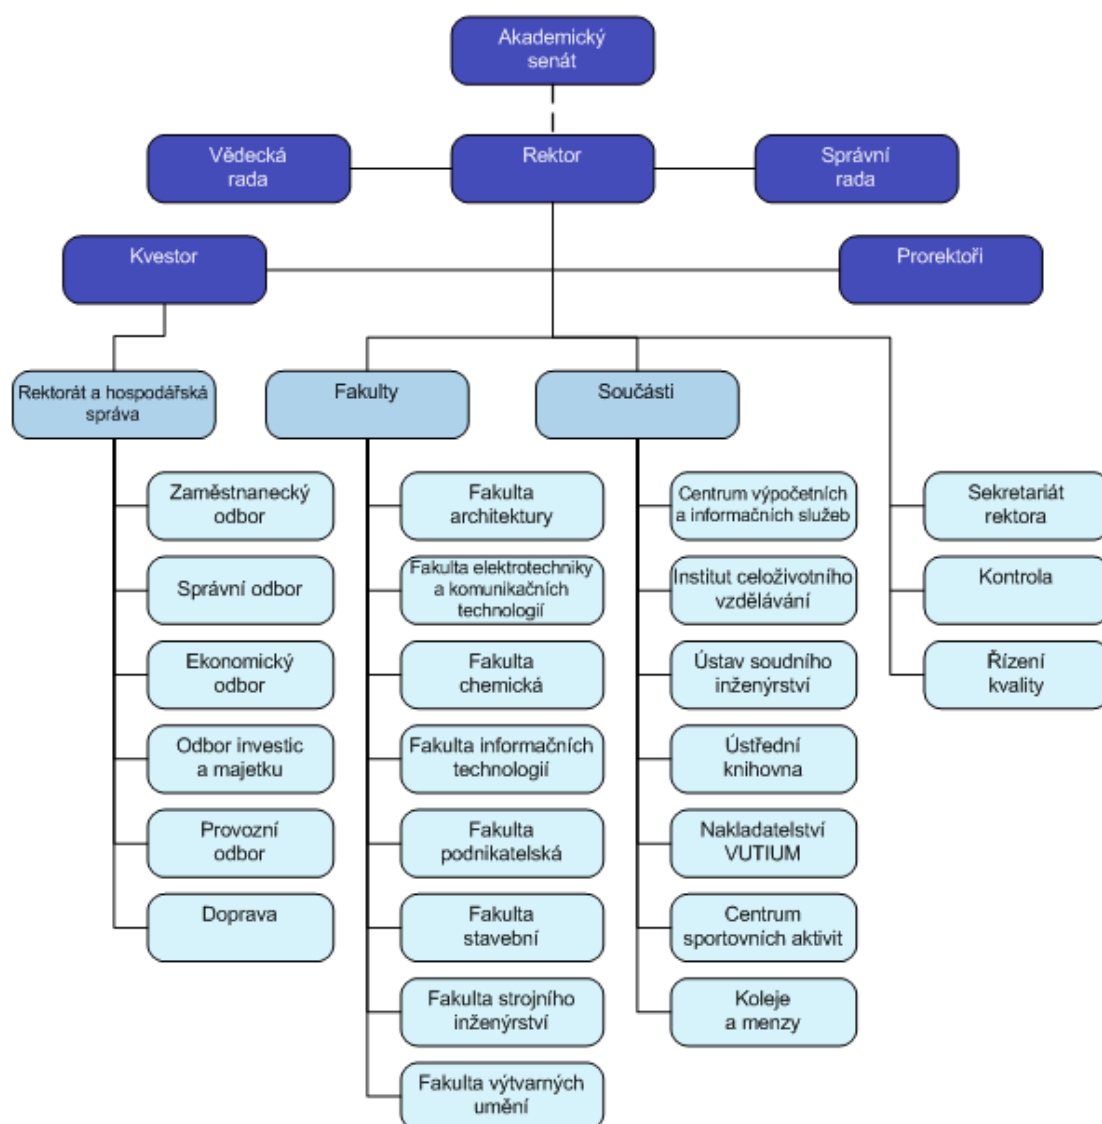 Akademický
senát
Vědecká
rada
Rektor
Správní
rada
Kvestor
Prorektoři
Rektorát a hospodářská
správa
Fakulty
Součásti
Zaměstnanecký
odbor
Správní odbor
Ekonomický
odbor
Odbor investic
a majetku
Provozní
odbor
Doprava
Fakulta
architektury
Fakulta elektrotechniky
a komunikačních
technologií
Fakulta
chemická
Fakulta informačních
technologií
Fakulta
podnikatelská
Fakulta
stavební
Fakulta strojního
inženýrství
Fakulta výtvarných
umění
Centrum výpočetních
a informačních služeb
Institut celoživotního
vzdělávání
Ústav soudního
inženýrství
Ústřední
knihovna
Nakladatelství
VUTIUM
Centrum
sportovních aktivit
Koleje
a menzy
Sekretariát
rektora
Kontrola
Řízení
kvality